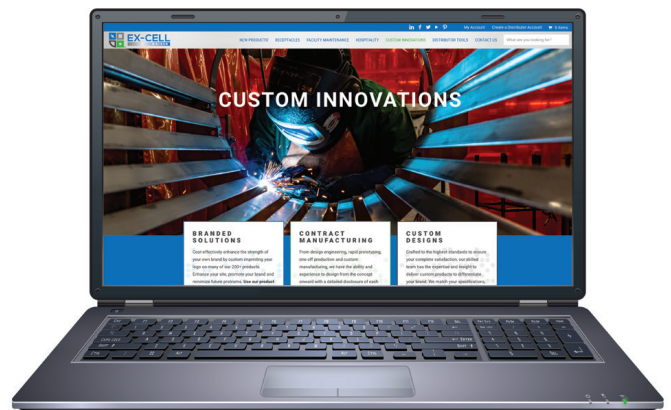 in f ▶ P My Account Create a Distributor Account 0 items
EX-CELL
NEW PRODUCTS! RECEPTACLES FACILITY MAINTENANCE HOSPITALITY CUSTOM INNOVATIONS DISTRIBUTOR TOOLS CONTACT US What are you looking for?
CUSTOM INNOVATIONS
BRANDED
SOLUTIONS
Cost effectively enhance the strength of
your own brand by custom imprinting your
logo on many of our 200+ products.
Enhance your site, promote your brand and
minimize future problems. Use our product
CONTRACT
MANUFACTURING
From design engineering, rapid prototyping,
one off production and custom
manufacturing, we have the ability and
experience to design from the concept
onward with a detailed disclosure of each
CUSTOM
DESIGNS
Crafted to the highest standards to ensure
your complete satisfaction, our skilled
team has the expertise and insight to
deliver custom products to differentiate
your brand. We match your specifications,